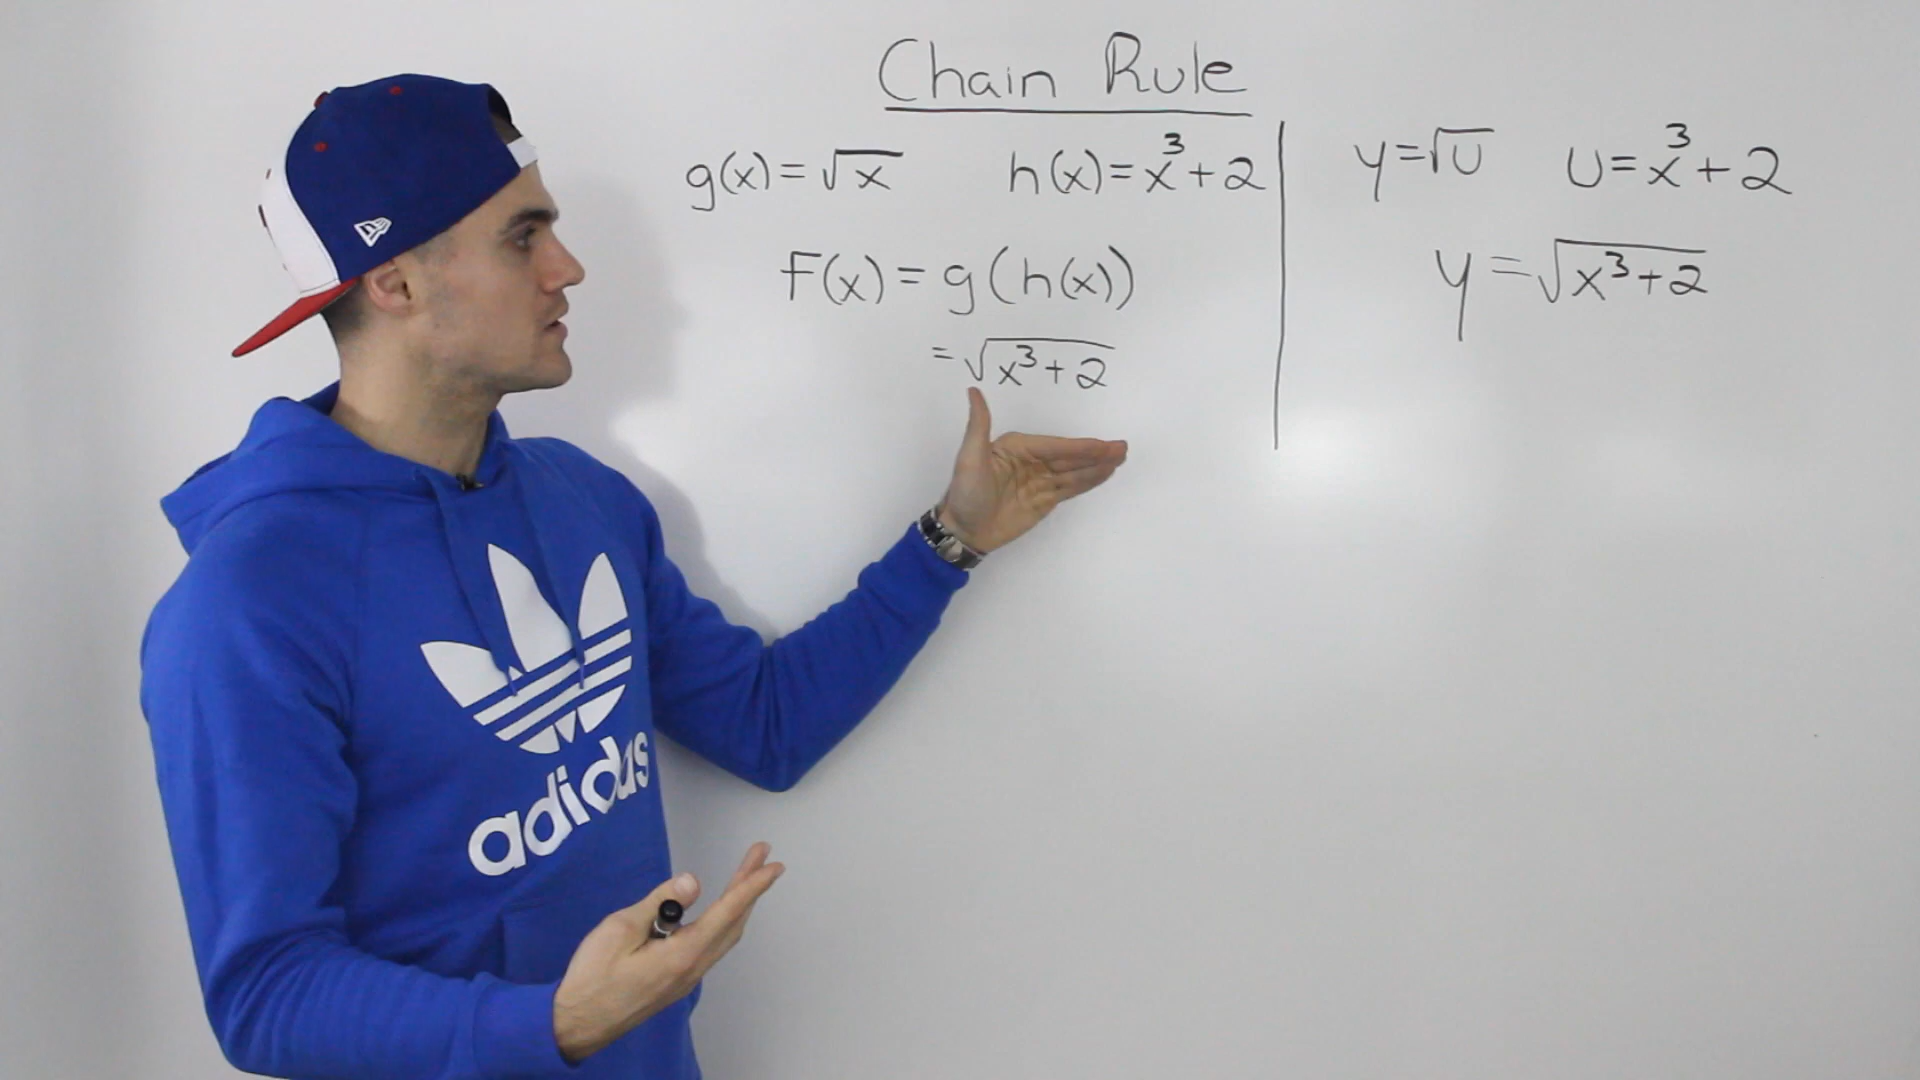 Chain Rule
g(x)=√x h(x)=x³+2
F(x)=g(h(x))
=√x³+2
y=√U U=x³+2
y=√x³+2
adidas